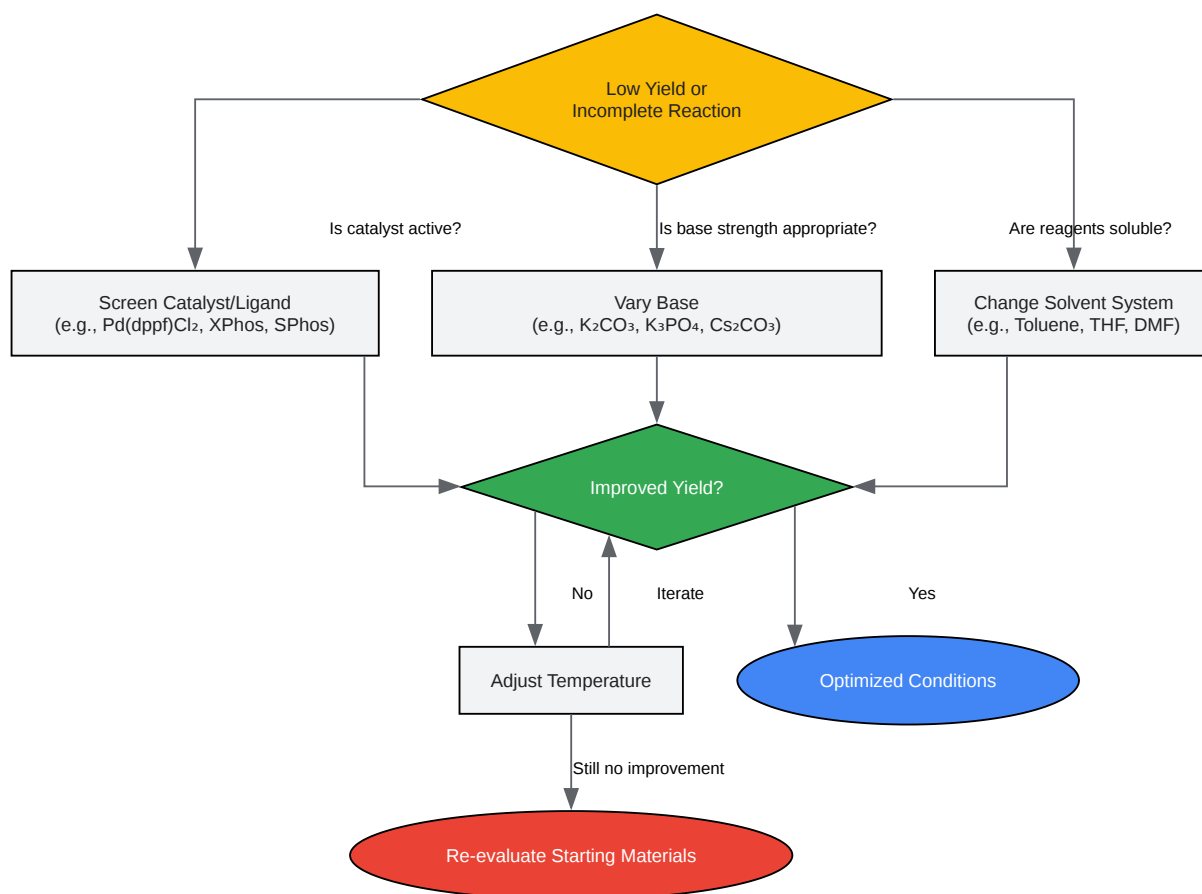 Low Yield or
Incomplete Reaction
Is catalyst active?
Is base strength appropriate?
Are reagents soluble?
Screen Catalyst/Ligand
(e.g., Pd(dppf)Cl₂, XPhos, SPhos)
Vary Base
(e.g., K₂CO₃, K₃PO₄, Cs₂CO₃)
Change Solvent System
(e.g., Toluene, THF, DMF)
Improved Yield?
No
Iterate
Yes
Adjust Temperature
Optimized Conditions
Still no improvement
Re-evaluate Starting Materials